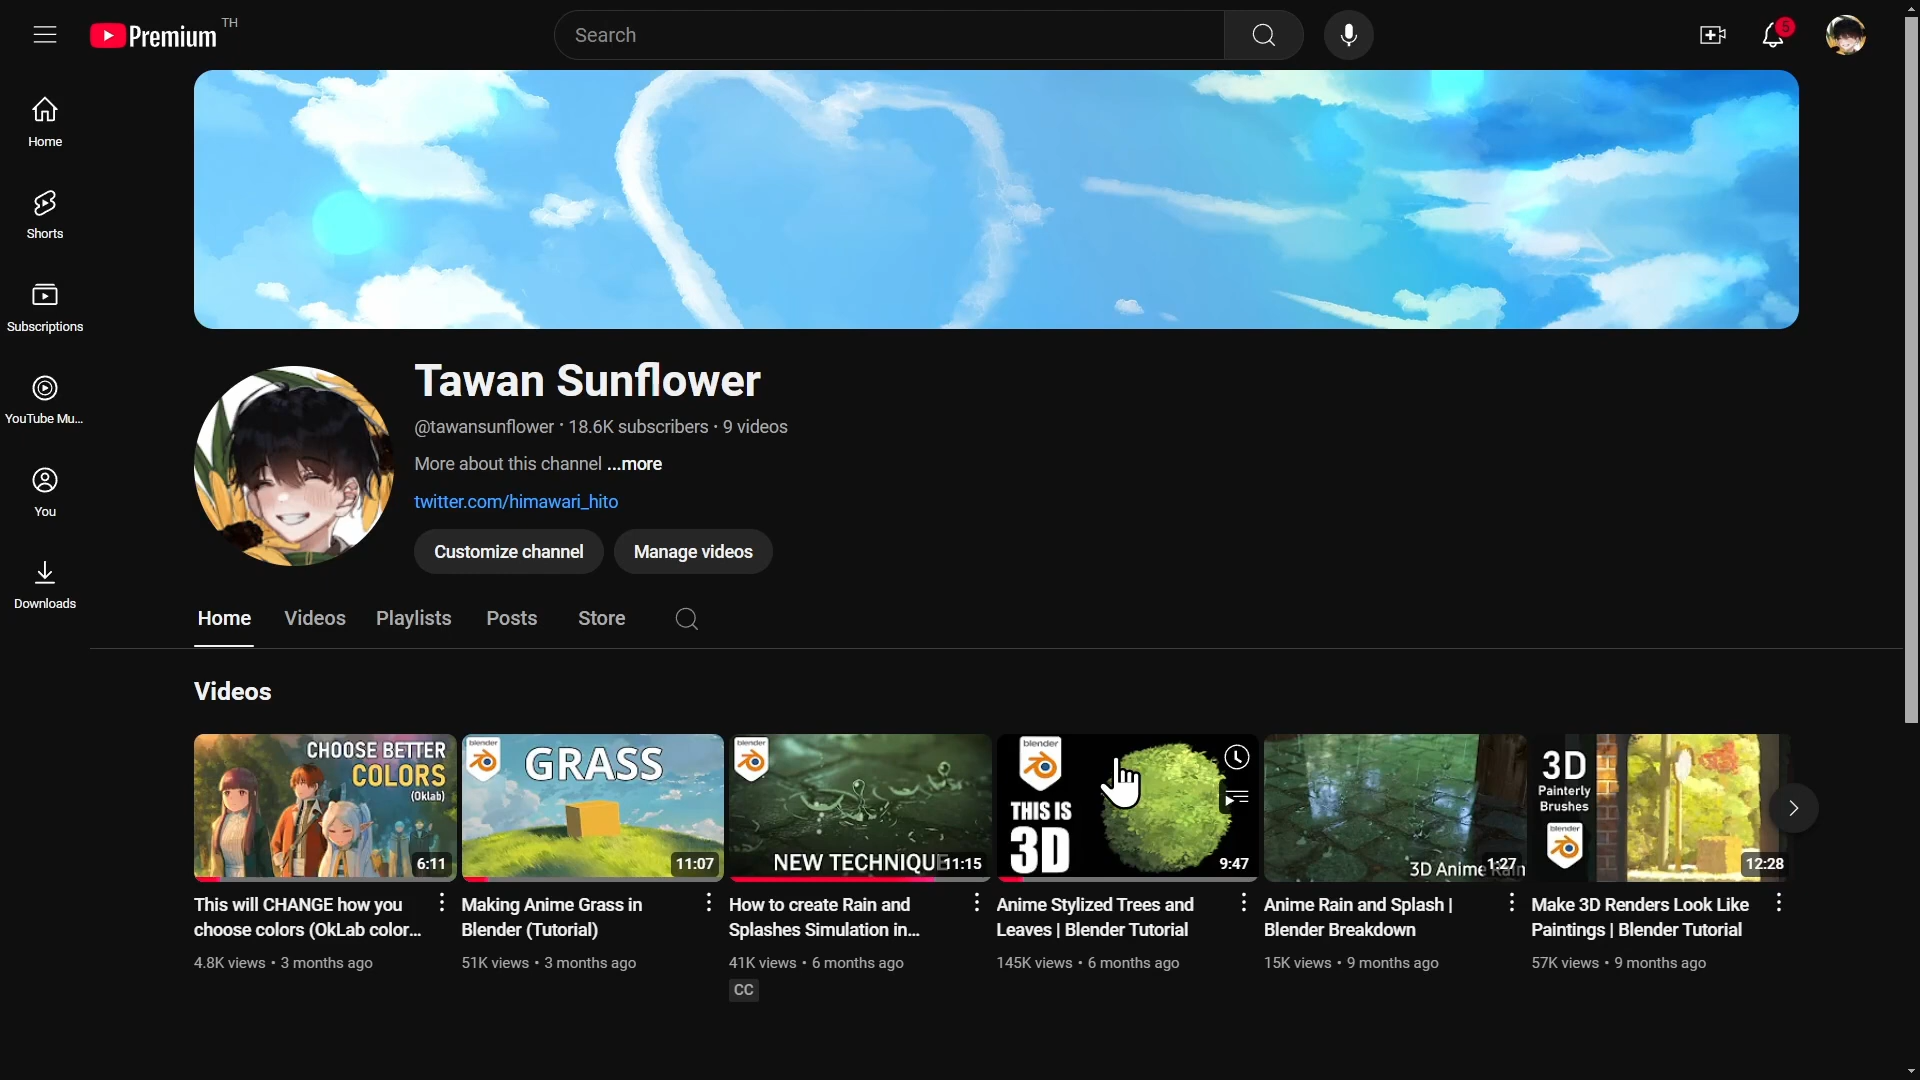 Premium TH
Search
5
Home
Shorts
Subscriptions
YouTube Mu...
You
Downloads
Tawan Sunflower
@tawansunflower • 18.6K subscribers • 9 videos
More about this channel ...more
twitter.com/himawari_hito
Customize channel
Manage videos
Home
Videos
Playlists
Posts
Store
Videos
CHOOSE BETTER
COLORS
(Oklab)
6:11
This will CHANGE how you
choose colors (OkLab color...
4.8K views • 3 months ago
blender
GRASS
11:07
Making Anime Grass in
Blender (Tutorial)
51K views • 3 months ago
blender
NEW TECHNIQUE
11:15
How to create Rain and
Splashes Simulation in...
41K views • 6 months ago
CC
blender
THIS IS
3D
9:47
Anime Stylized Trees and
Leaves | Blender Tutorial
145K views • 6 months ago
3D Anime Rain
1:27
Anime Rain and Splash |
Blender Breakdown
15K views • 9 months ago
3D
Painterly
Brushes
blender
12:28
Make 3D Renders Look Like
Paintings | Blender Tutorial
57K views • 9 months ago